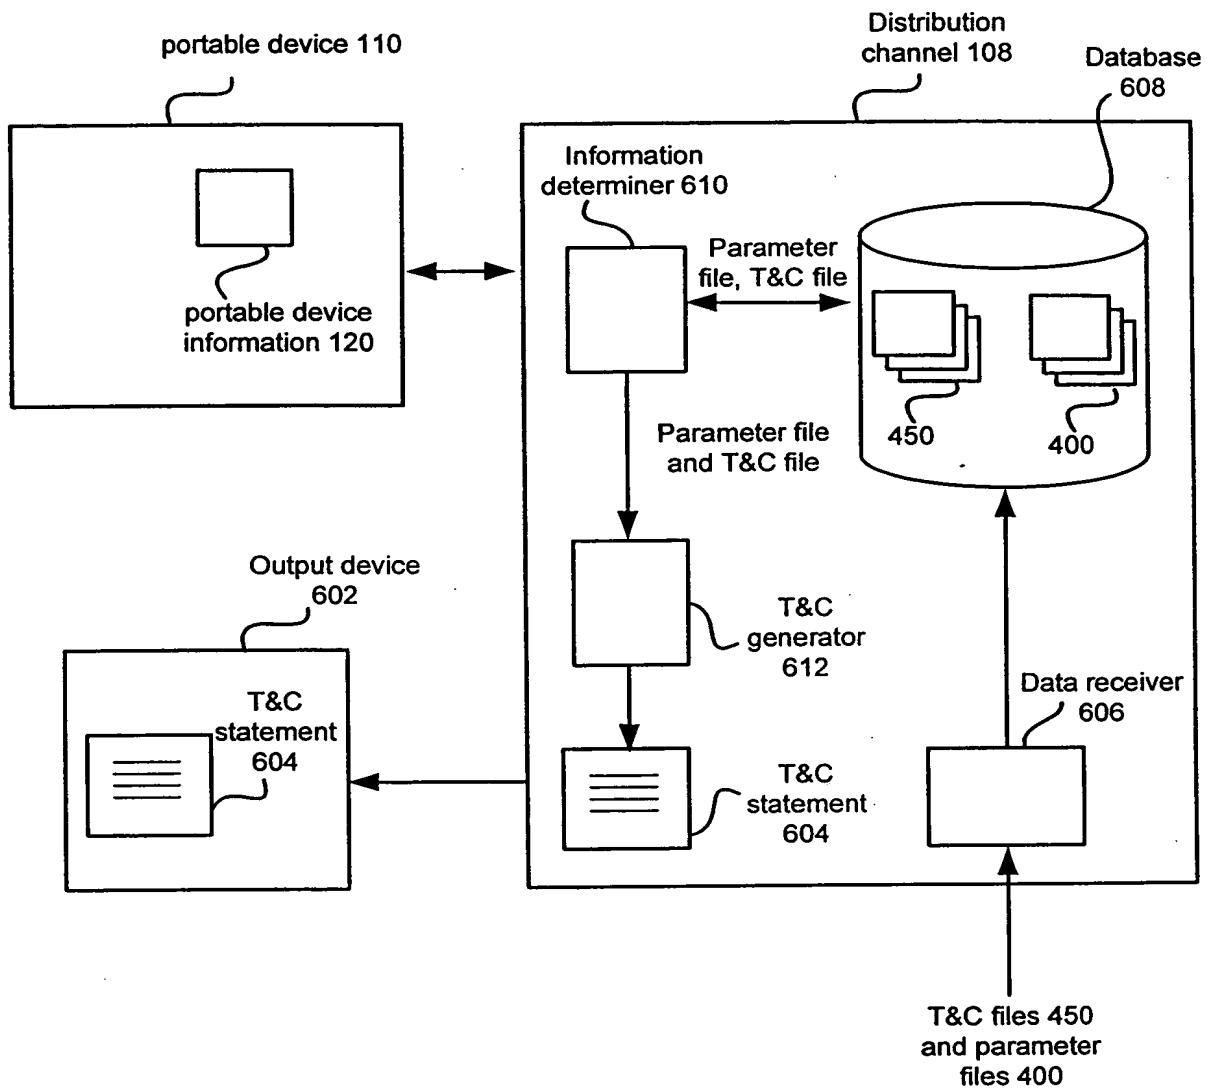 portable device 110
Distribution
channel 108
Database
608
Information
determiner 610
Parameter
file, T&C file
portable device
information 120
450
400
Parameter file
and T&C file
Output device
602
T&C
generator
612
Data receiver
606
T&C
statement
604
T&C
statement
604
T&C files 450
and parameter
files 400